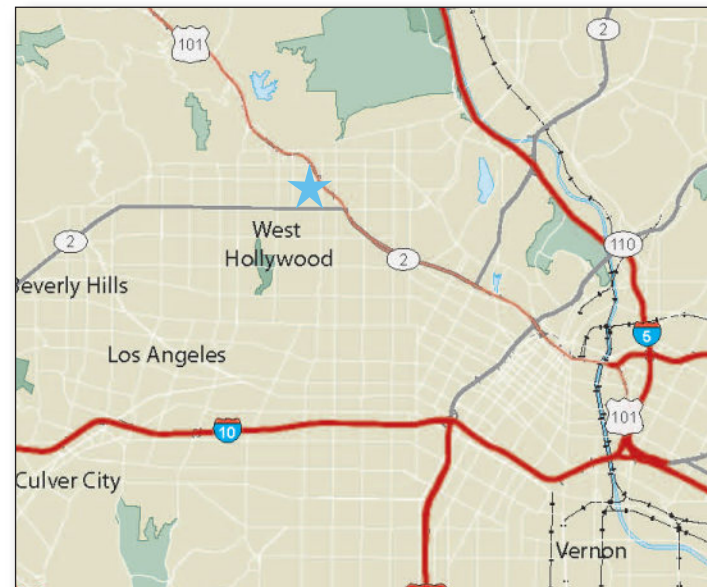 2
101
West
Hollywood
2
2
110
Beverly Hills
5
Los Angeles
101
10
Culver City
Vernon